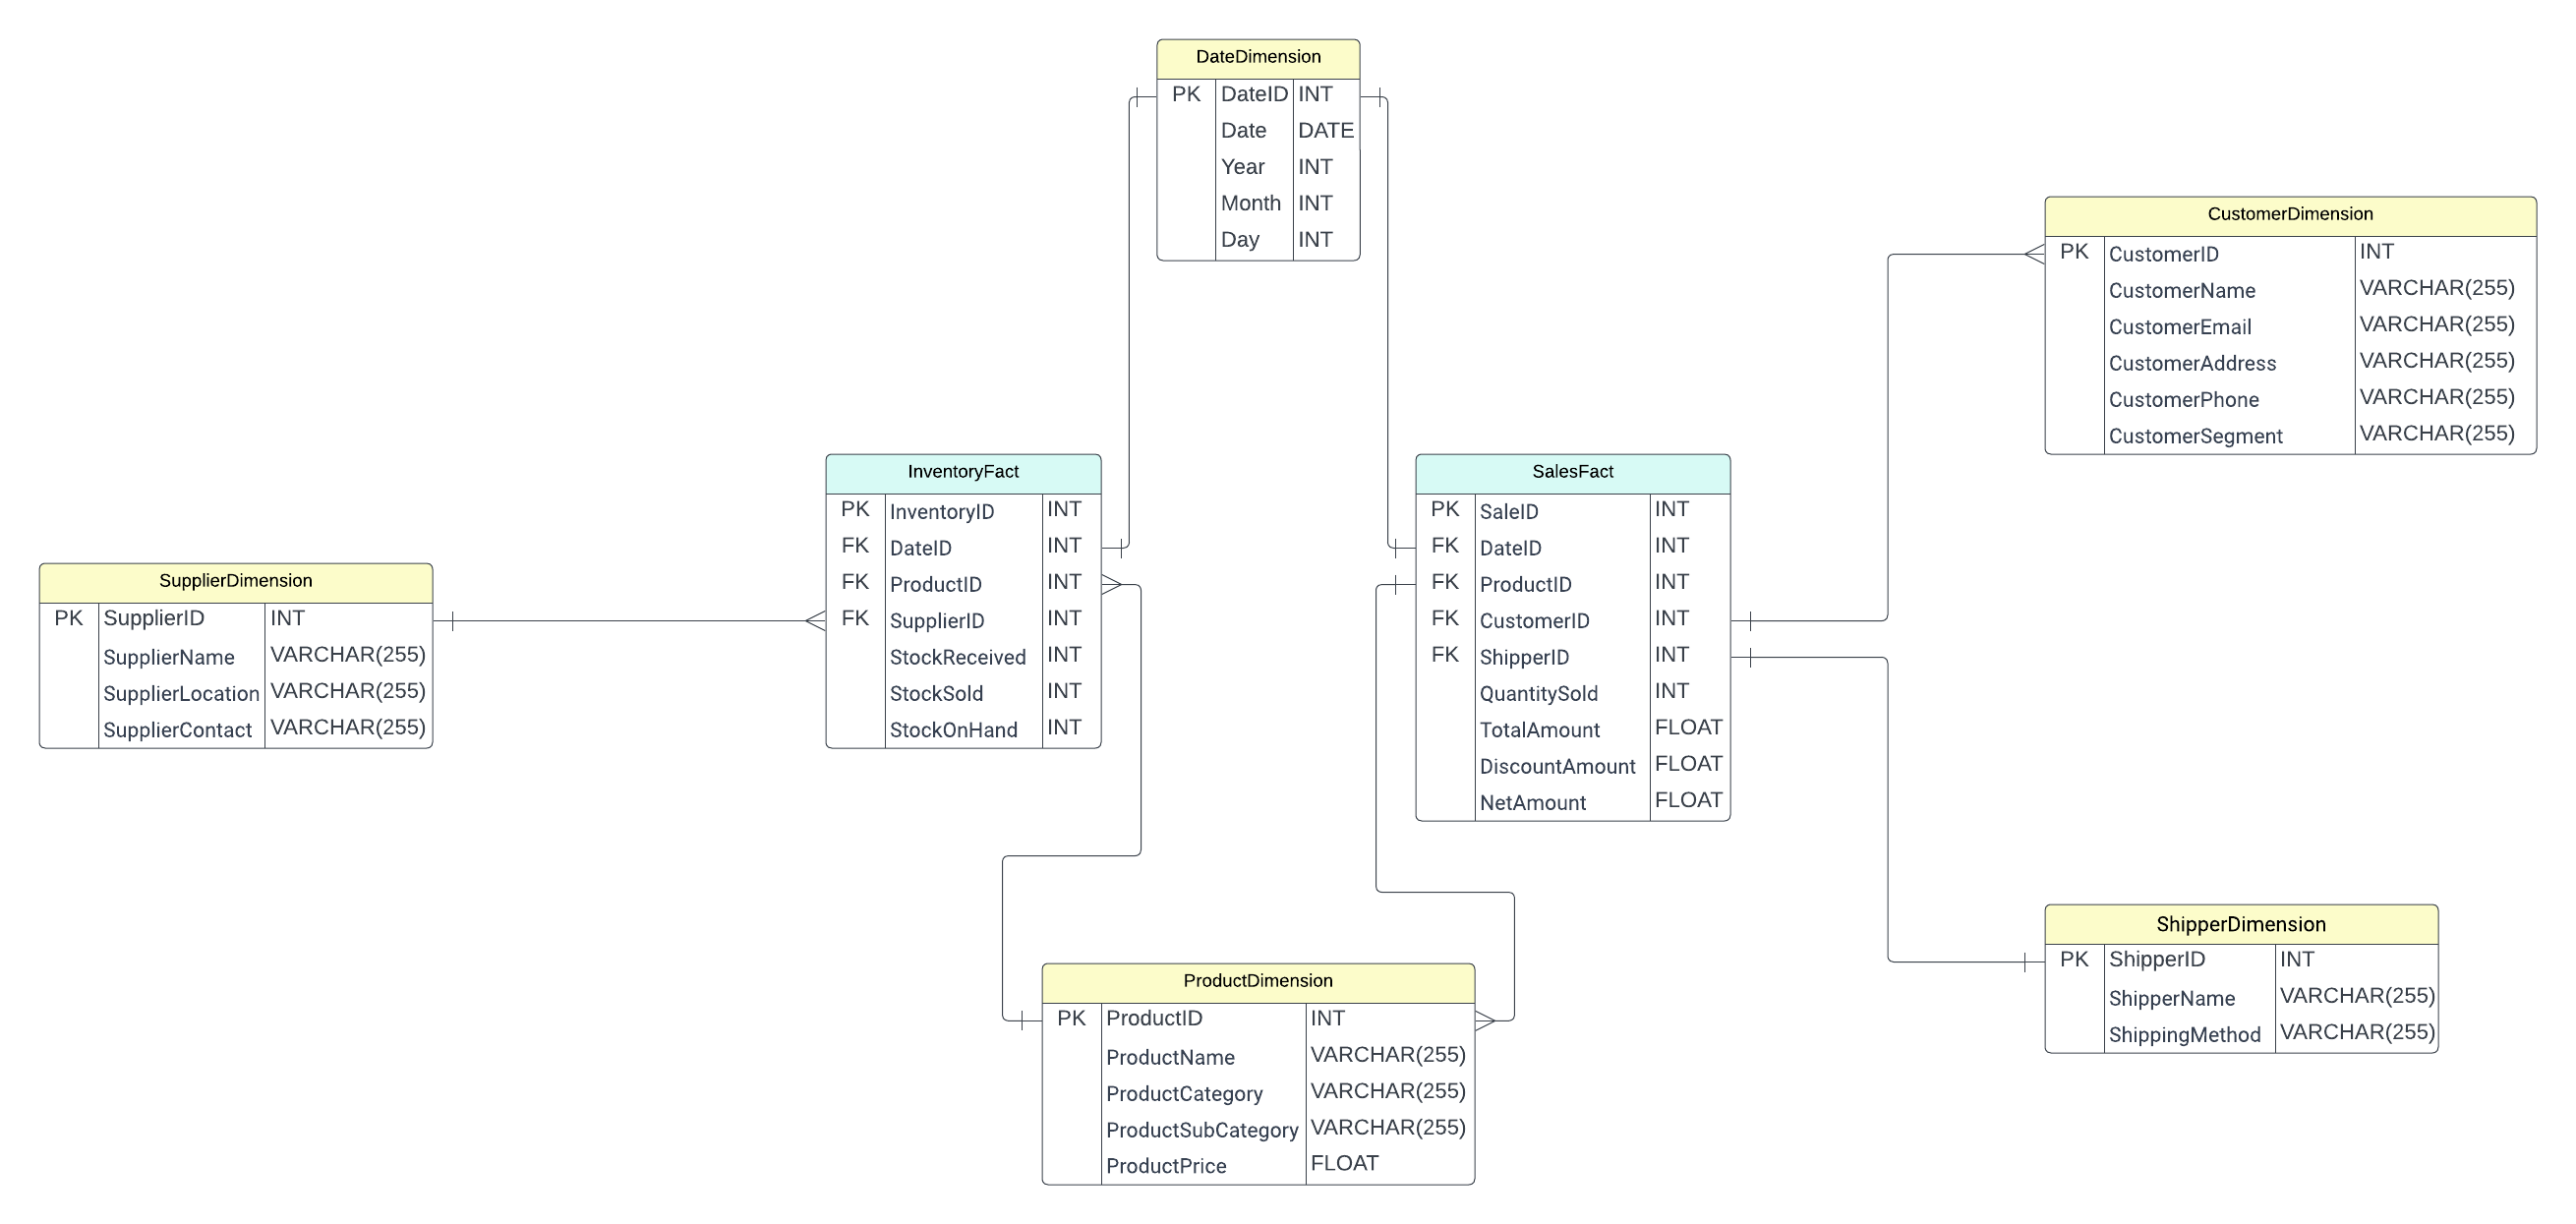 DateDimension
PK DateID INT
Date DATE
Year INT
Month INT
Day INT
CustomerDimension
PK CustomerID INT
CustomerName VARCHAR(255)
CustomerEmail VARCHAR(255)
CustomerAddress VARCHAR(255)
CustomerPhone VARCHAR(255)
CustomerSegment VARCHAR(255)
InventoryFact
PK InventoryID INT
FK DateID INT
FK ProductID INT
FK SupplierID INT
StockReceived INT
StockSold INT
StockOnHand INT
SalesFact
PK SaleID INT
FK DateID INT
FK ProductID INT
FK CustomerID INT
FK ShipperID INT
QuantitySold INT
TotalAmount FLOAT
DiscountAmount FLOAT
NetAmount FLOAT
SupplierDimension
PK SupplierID INT
SupplierName VARCHAR(255)
SupplierLocation VARCHAR(255)
SupplierContact VARCHAR(255)
ShipperDimension
PK ShipperID INT
ShipperName VARCHAR(255)
ShippingMethod VARCHAR(255)
ProductDimension
PK ProductID INT
ProductName VARCHAR(255)
ProductCategory VARCHAR(255)
ProductSubCategory VARCHAR(255)
ProductPrice FLOAT